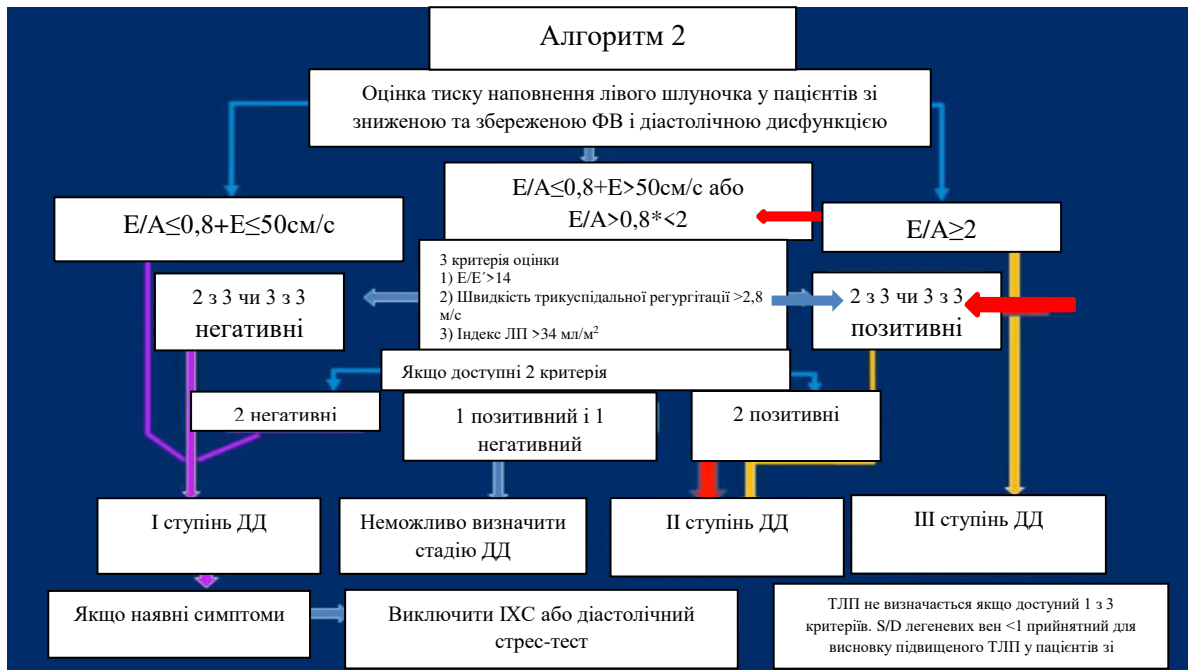 Алгоритм 2
Оцінка тиску наповнення лівого шлуночка у пацієнтів зі
зниженою та збереженою ФВ і діастолічною дисфункцією
E/A≤0,8+E≤50см/с
E/A≤0,8+E>50см/с або
E/A>0,8*<2
E/A≥2
3 критерія оцінки
1) E/E´>14
2) Швидкість трикуспідальної регургітації >2,8
м/с
3) Індекс ЛП >34 мл/м²
2 з 3 чи 3 з 3
негативні
2 з 3 чи 3 з 3
позитивні
Якщо доступні 2 критерія
2 негативні
1 позитивний і 1
негативний
2 позитивні
I ступінь ДД
Неможливо визначити
стадію ДД
II ступінь ДД
III ступінь ДД
Якщо наявні симптоми
Виключити ІХС або діастолічний
стрес-тест
ТЛП не визначається якщо доступий 1 з 3
критеріїв. S/D легеневих вен <1 прийнятний для
висновку підвищеного ТЛП у пацієнтів зі